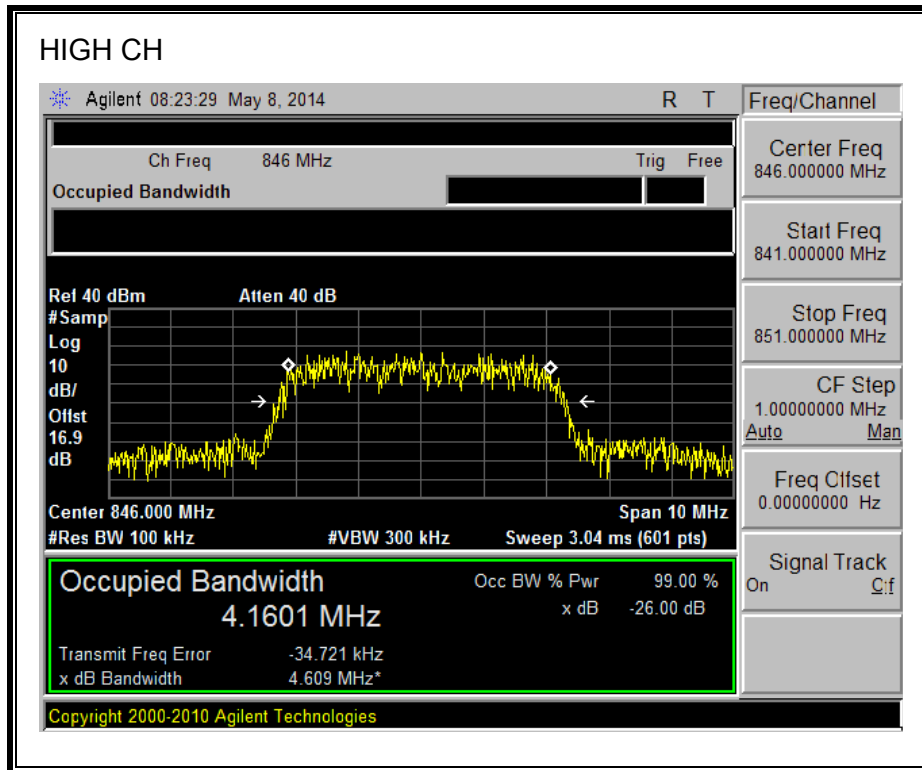 HIGH CH
Agilent 08:23:29 May 8, 2014 R T
Freq/Channel
Ch Freq 846 MHz Trig Free
Occupied Bandwidth
Center Freq
846.000000 MHz
Start Freq
841.000000 MHz
Stop Freq
851.000000 MHz
CF Step
1.00000000 MHz
Auto Man
Freq Offset
0.00000000 Hz
Signal Track
On Off
Ref 40 dBm Atten 40 dB
#Samp
Log
10
dB/
Offst
16.9
dB
Center 846.000 MHz Span 10 MHz
#Res BW 100 kHz #VBW 300 kHz Sweep 3.04 ms (601 pts)
Occupied Bandwidth
4.1601 MHz
Occ BW % Pwr 99.00 %
x dB -26.00 dB
Transmit Freq Error -34.721 kHz
x dB Bandwidth 4.609 MHz*
Copyright 2000-2010 Agilent Technologies